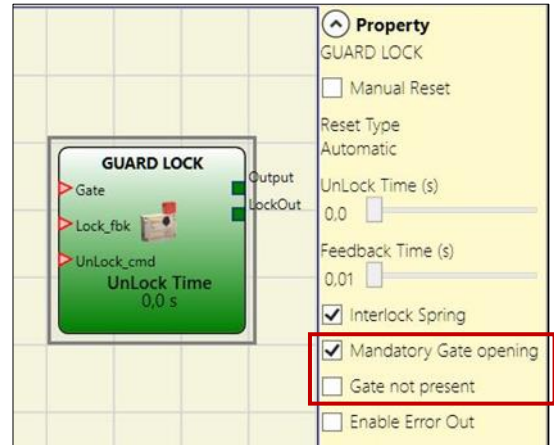 GUARD LOCK
Gate
Lock_fbk
UnLock_cmd
Output
LockOut
UnLock Time
0,0 s
Property
GUARD LOCK
Manual Reset
Reset Type
Automatic
UnLock Time (s)
0,0
Feedback Time (s)
0,01
Interlock Spring
Mandatory Gate opening
Gate not present
Enable Error Out